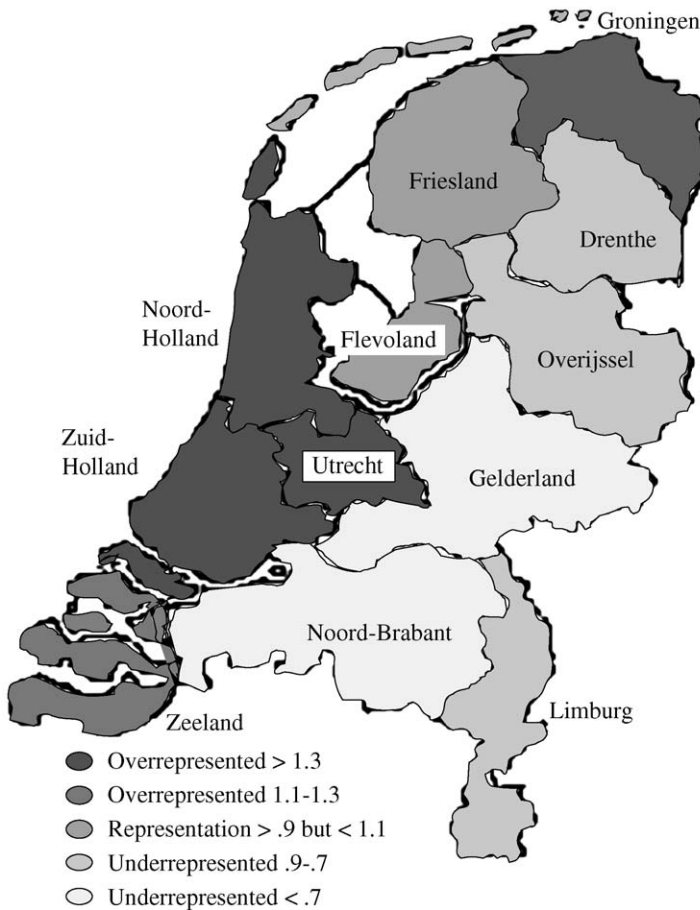 Groningen
Friesland
Drenthe
Noord-
Holland
Flevoland
Overijssel
Zuid-
Holland
Utrecht
Gelderland
Noord-Brabant
Zeeland
Limburg
Overrepresented > 1.3
Overrepresented 1.1-1.3
Representation > .9 but < 1.1
Underrepresented .9-.7
Underrepresented < .7